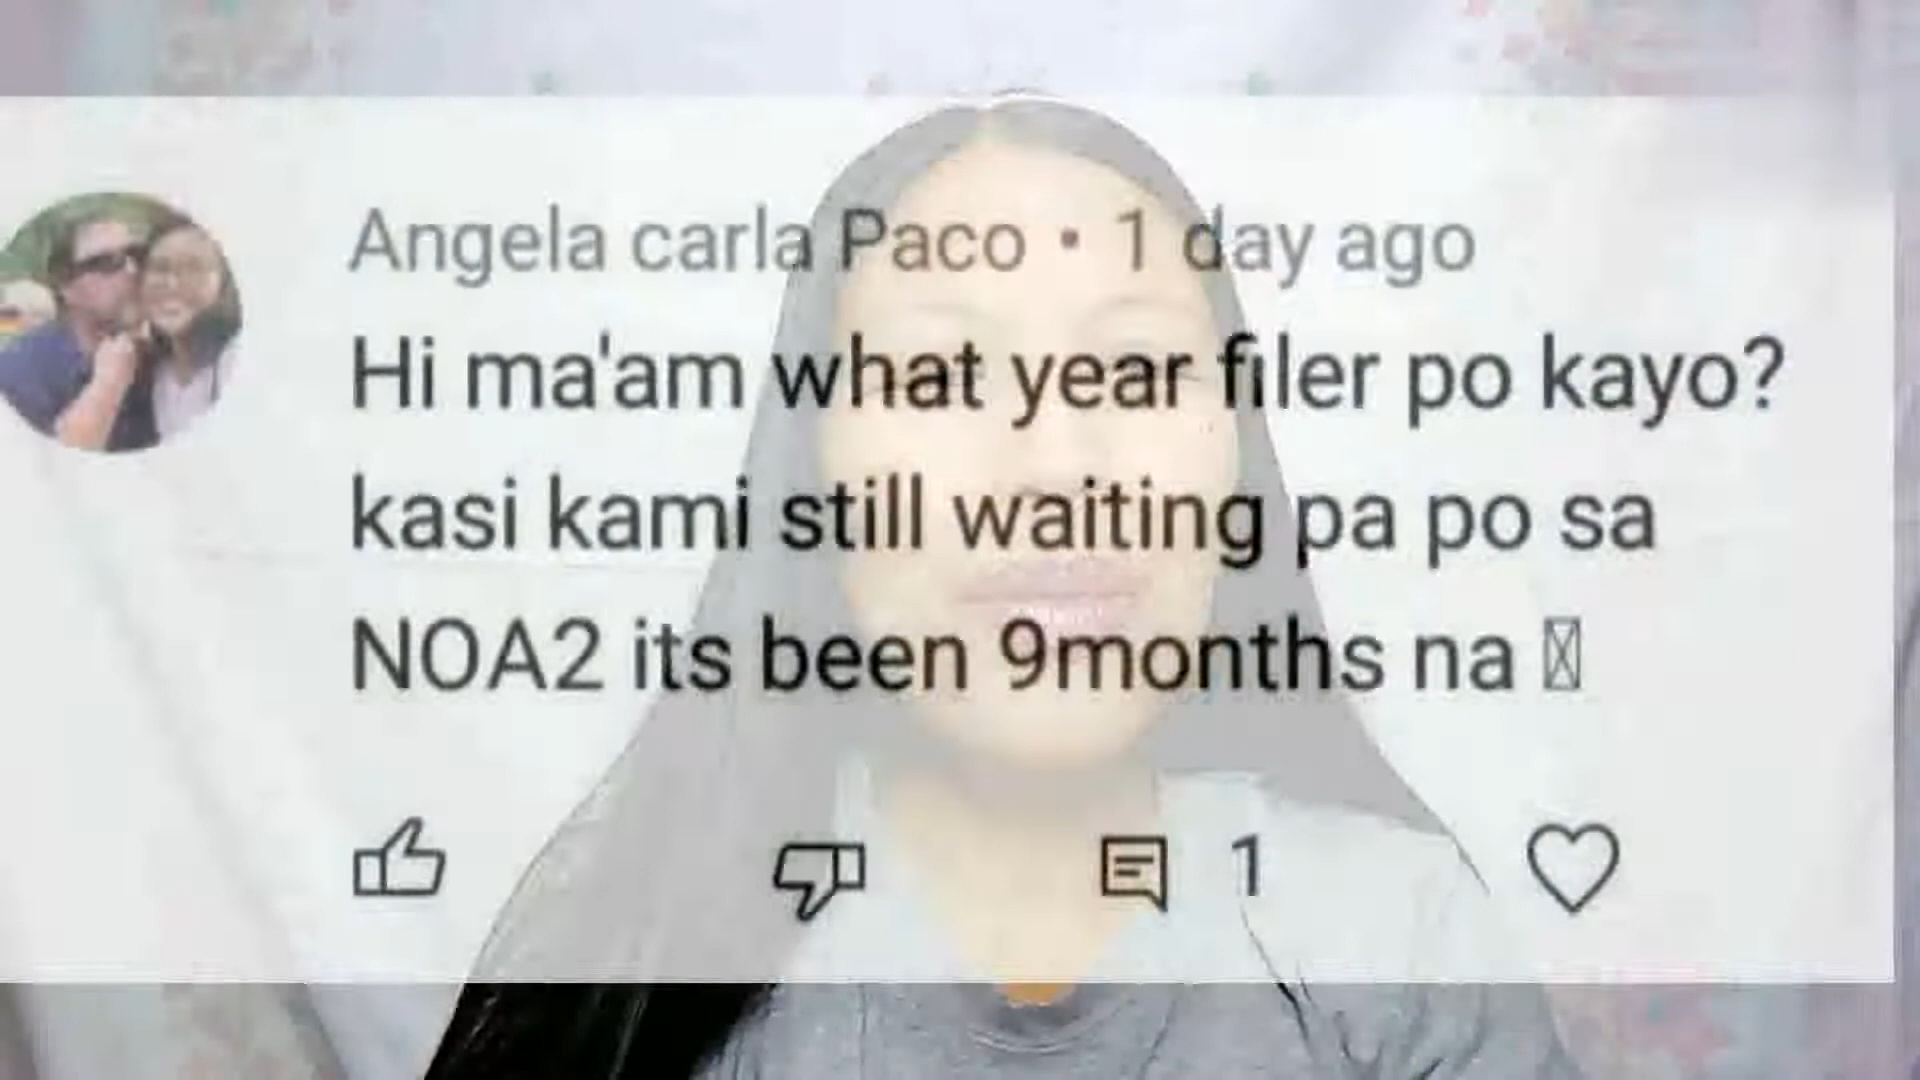 Angela carla Paco • 1 day ago
Hi ma'am what year filer po kayo?
kasi kami still waiting pa po sa
NOA2 its been 9months na
1